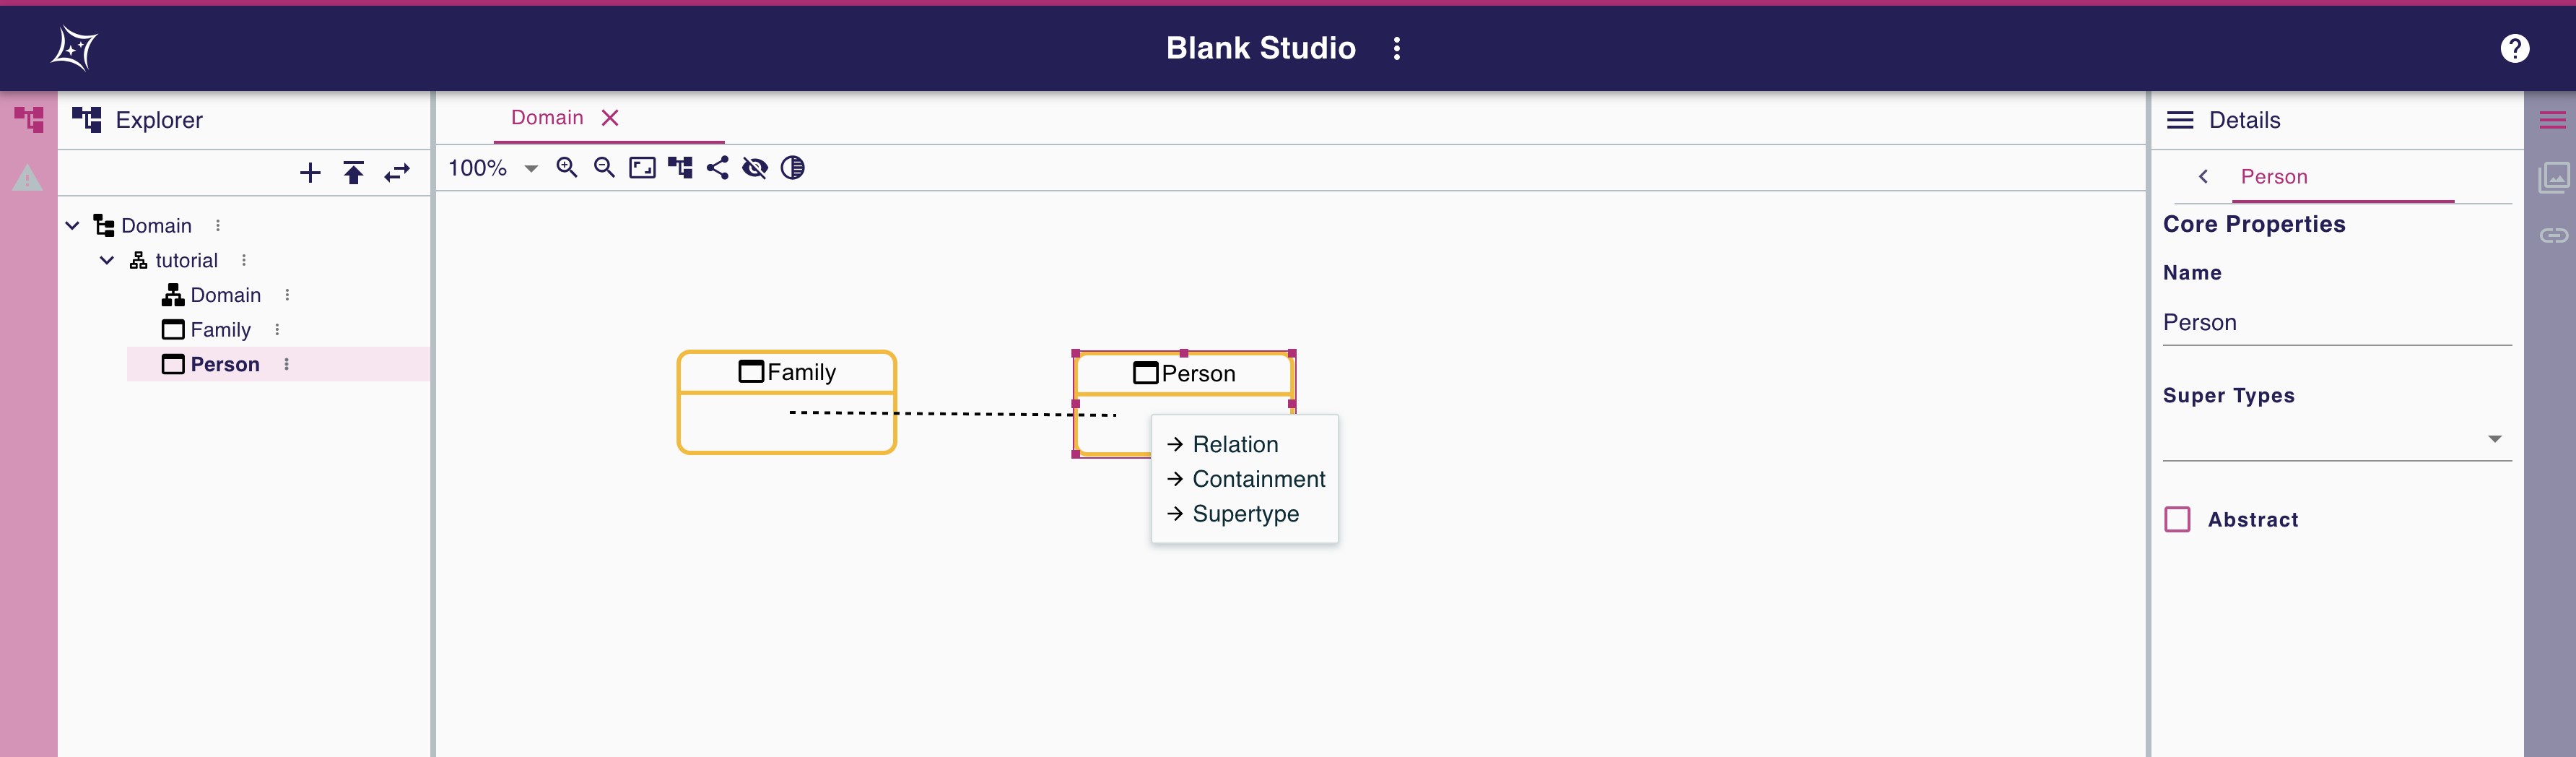 Blank Studio
Explorer
Domain
tutorial
Domain
Family
Person
Domain
100%
Family
Person
Relation
Containment
Supertype
Details
Person
Core Properties
Name
Person
Super Types
Abstract